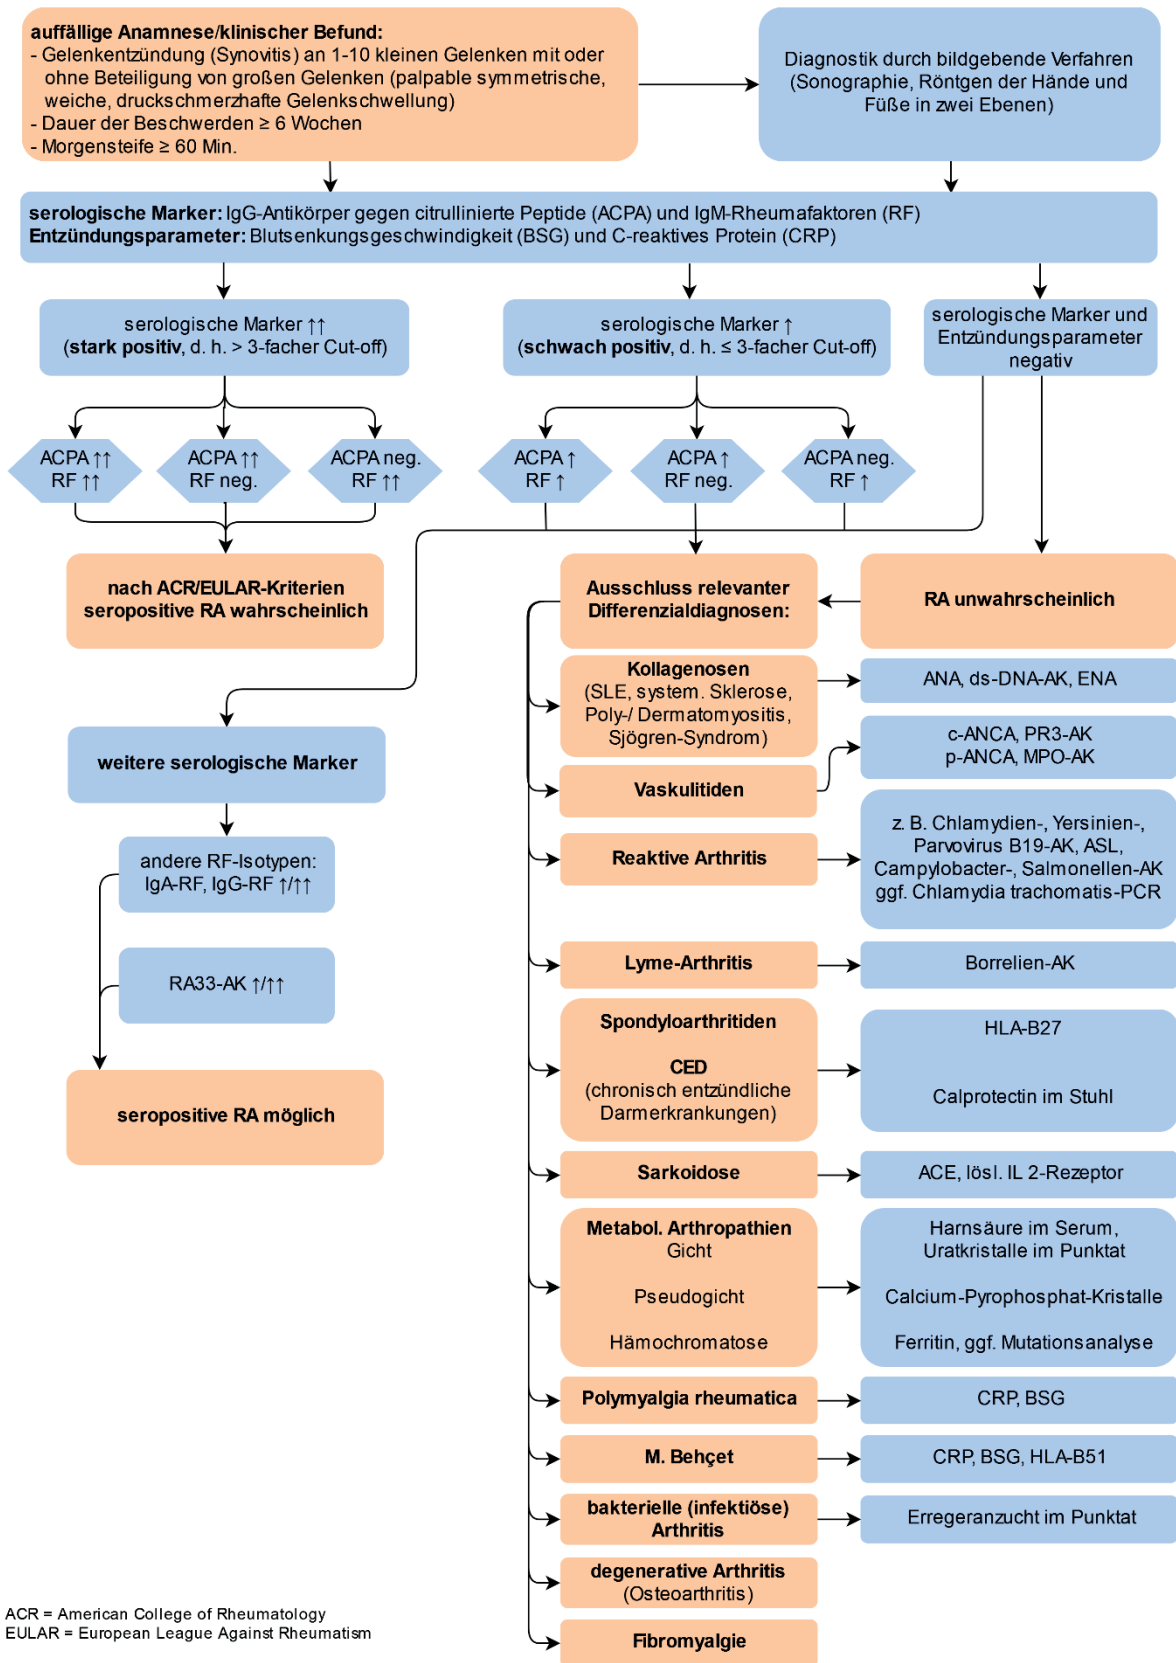 auffällige Anamnese/klinischer Befund:
- Gelenkentzündung (Synovitis) an 1-10 kleinen Gelenken mit oder
ohne Beteiligung von großen Gelenken (palpable symmetrische,
weiche, druckschmerzhafte Gelenkschwellung)
- Dauer der Beschwerden ≥ 6 Wochen
- Morgensteife ≥ 60 Min.
Diagnostik durch bildgebende Verfahren
(Sonographie, Röntgen der Hände und
Füße in zwei Ebenen)
serologische Marker: IgG-Antikörper gegen citrullinierte Peptide (ACPA) und IgM-Rheumafaktoren (RF)
Entzündungsparameter: Blutsenkungsgeschwindigkeit (BSG) und C-reaktives Protein (CRP)
serologische Marker ↑↑
(stark positiv, d. h. > 3-facher Cut-off)
serologische Marker ↑
(schwach positiv, d. h. ≤ 3-facher Cut-off)
serologische Marker und
Entzündungsparameter
negativ
ACPA ↑↑
RF ↑↑
ACPA ↑↑
RF neg.
ACPA neg.
RF ↑↑
ACPA ↑
RF ↑
ACPA ↑
RF neg.
ACPA neg.
RF ↑
nach ACR/EULAR-Kriterien
seropositive RA wahrscheinlich
Ausschluss relevanter
Differenzialdiagnosen:
RA unwahrscheinlich
Kollagenosen
(SLE, system. Sklerose,
Poly-/ Dermatomyositis,
Sjögren-Syndrom)
ANA, ds-DNA-AK, ENA
Vaskulitiden
c-ANCA, PR3-AK
p-ANCA, MPO-AK
weitere serologische Marker
andere RF-Isotypen:
IgA-RF, IgG-RF ↑/↑↑
RA33-AK ↑/↑↑
seropositive RA möglich
Reaktive Arthritis
z. B. Chlamydien-, Yersinien-,
Parvovirus B19-AK, ASL,
Campylobacter-, Salmonellen-AK
ggf. Chlamydia trachomatis-PCR
Lyme-Arthritis
Borrelien-AK
Spondyloarthritiden
CED
(chronisch entzündliche
Darmerkrankungen)
HLA-B27
Calprotectin im Stuhl
Sarkoidose
ACE, lösl. IL 2-Rezeptor
Metabol. Arthropathien
Gicht
Pseudogicht
Hämochromatose
Harnsäure im Serum,
Uratkristalle im Punktat
Calcium-Pyrophosphat-Kristalle
Ferritin, ggf. Mutationsanalyse
Polymyalgia rheumatica
CRP, BSG
M. Behçet
CRP, BSG, HLA-B51
bakterielle (infektiöse)
Arthritis
Erregeranzucht im Punktat
degenerative Arthritis
(Osteoarthritis)
Fibromyalgie
ACR = American College of Rheumatology
EULAR = European League Against Rheumatism